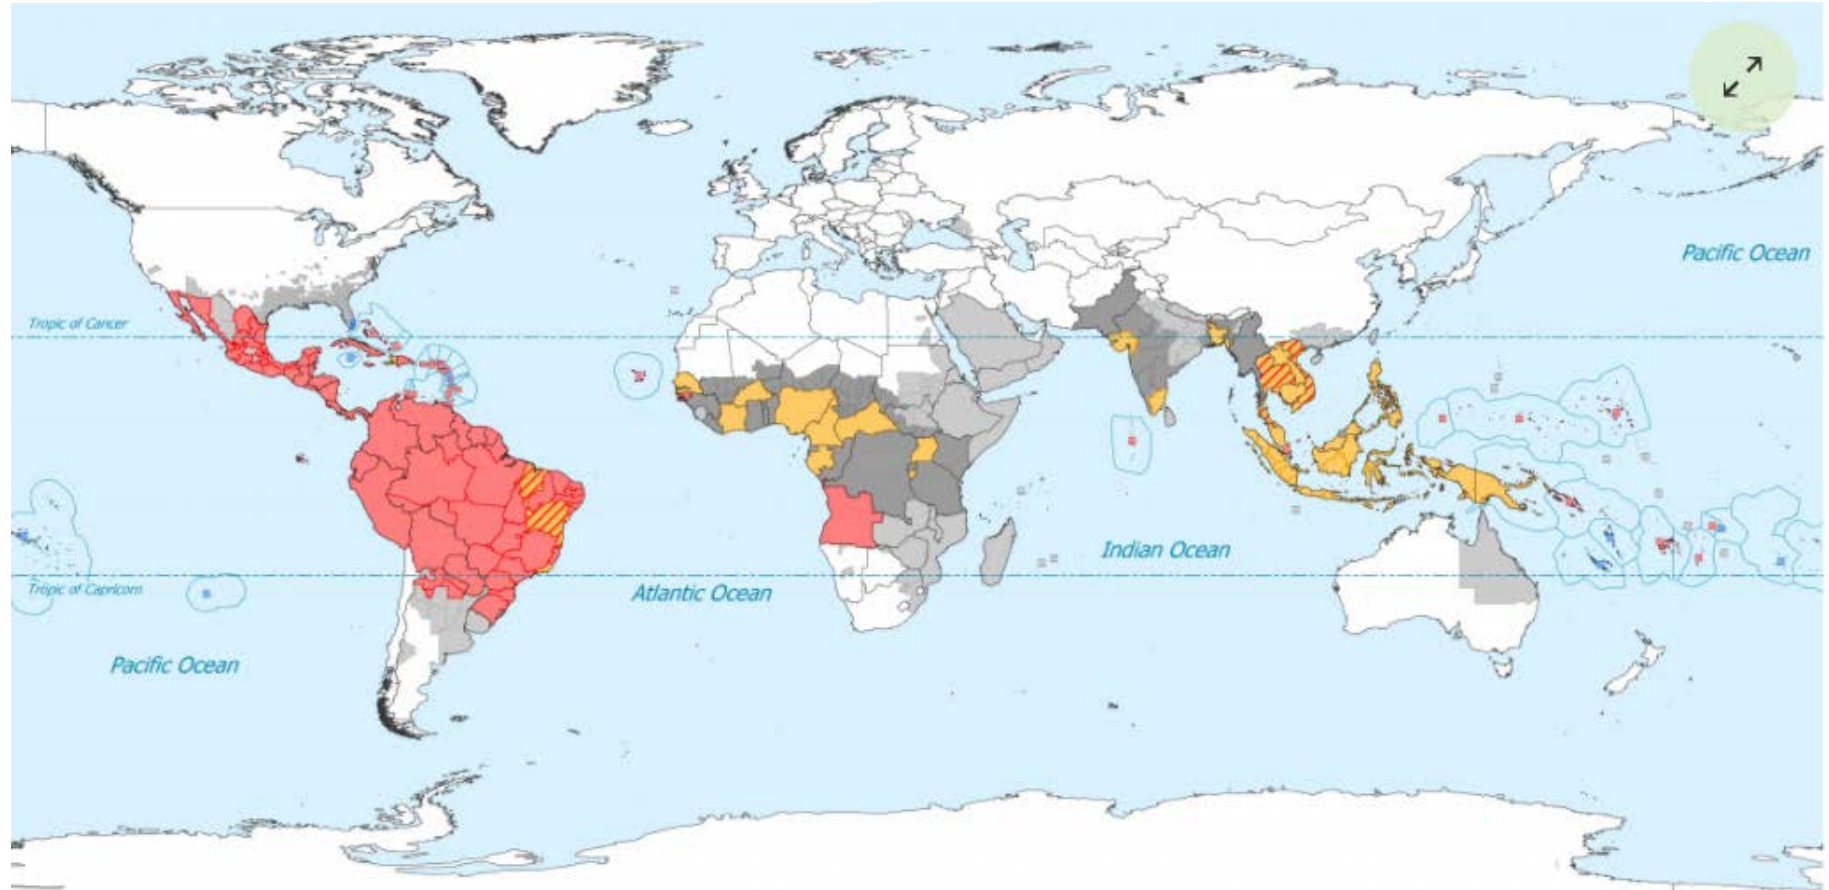 Pacific Ocean
Tropic of Cancer
Indian Ocean
Tropic of Capricorn
Atlantic Ocean
Pacific Ocean